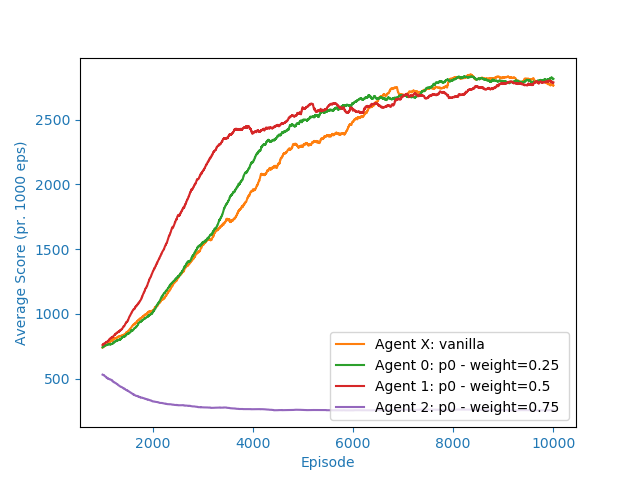 2500
2000
1500
1000
500
Average Score (pr. 1000 eps)
Agent X: vanilla
Agent 0: p0 - weight=0.25
Agent 1: p0 - weight=0.5
Agent 2: p0 - weight=0.75
2000 4000 6000 8000 10000
Episode